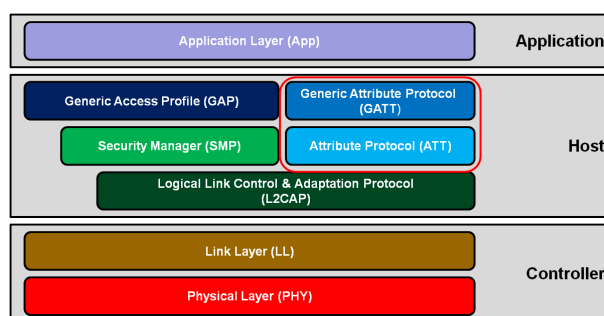 Application Layer (App)
Application
Generic Access Profile (GAP)
Generic Attribute Protocol
(GATT)
Security Manager (SMP)
Attribute Protocol (ATT)
Host
Logical Link Control & Adaptation Protocol
(L2CAP)
Link Layer (LL)
Controller
Physical Layer (PHY)